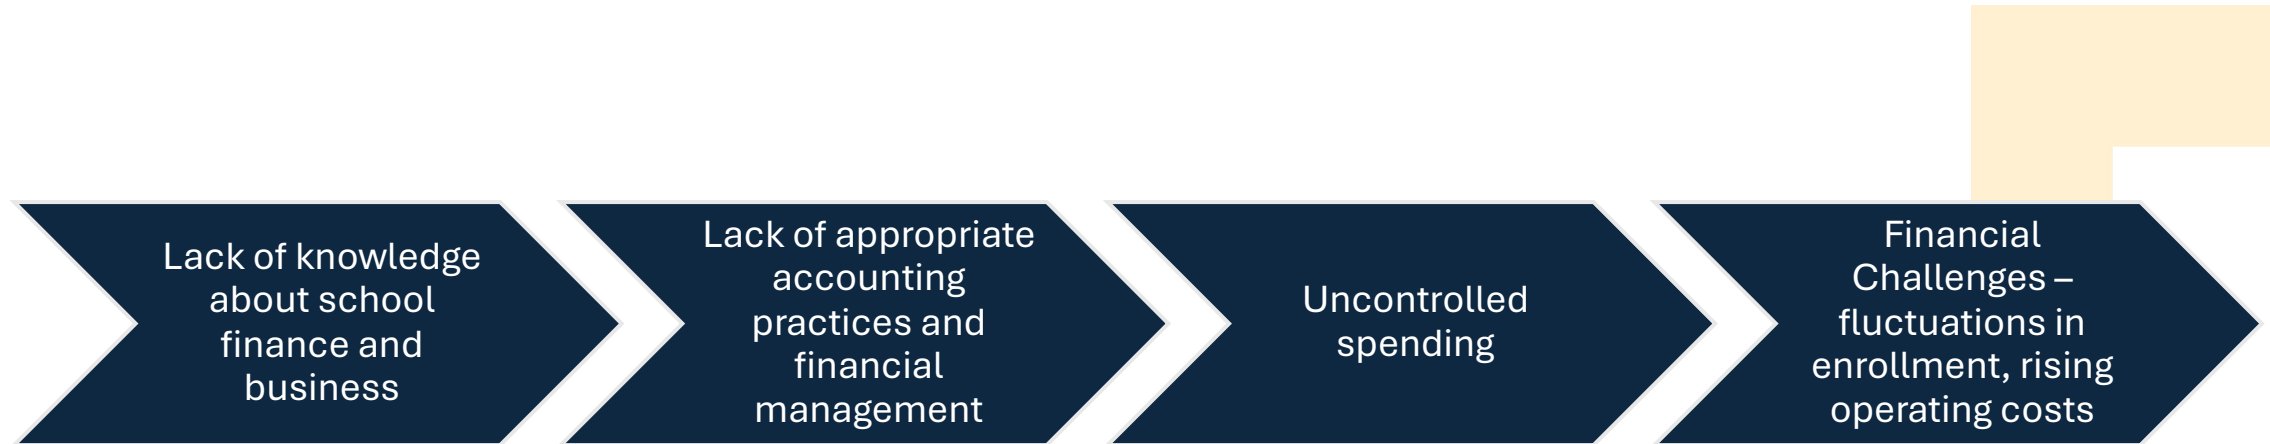 Lack of knowledge
about school
finance and
business
Lack of appropriate
accounting
practices and
financial
management
Uncontrolled
spending
Financial
Challenges –
fluctuations in
enrollment, rising
operating costs